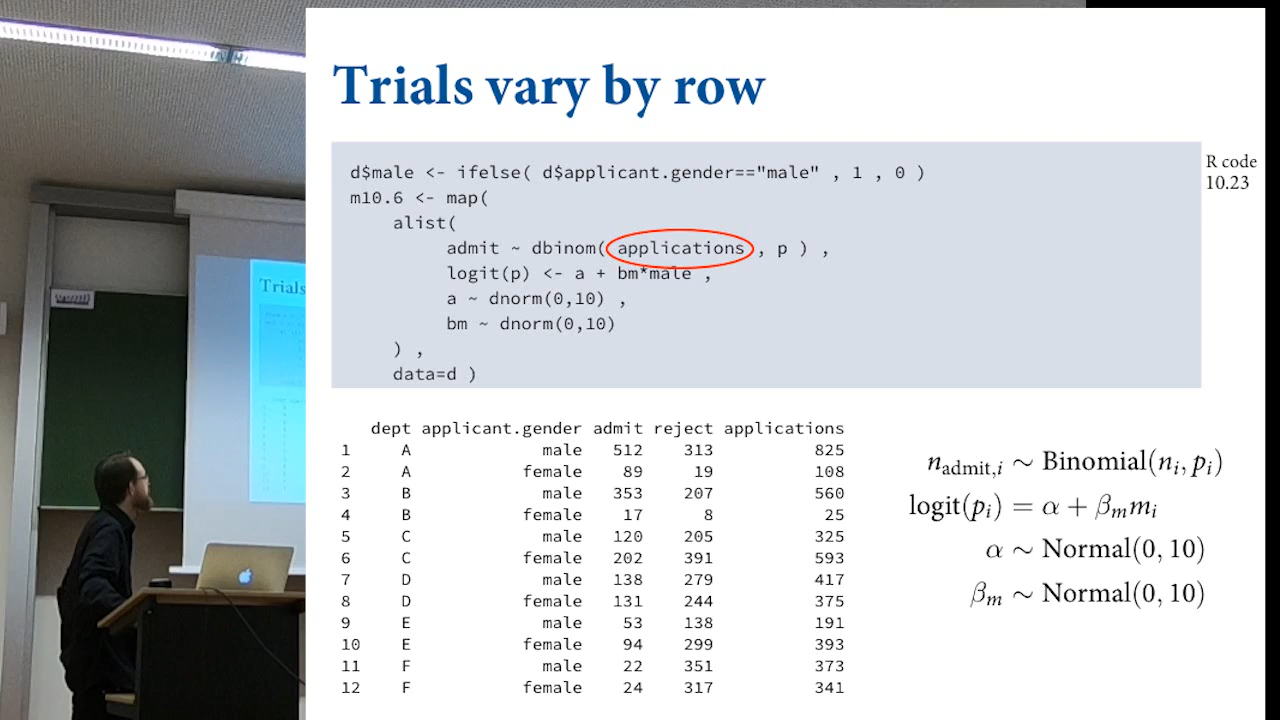 Trials vary by row
d$male <- ifelse( d$applicant.gender=="male" , 1 , 0 )
m10.6 <- map(
alist(
admit ~ dbinom( applications , p ) ,
logit(p) <- a + bm*male ,
a ~ dnorm(0,10) ,
bm ~ dnorm(0,10)
) ,
data=d )
R code
10.23
dept applicant.gender admit reject applications
1 A male 512 313 825
2 A female 89 19 108
3 B male 353 207 560
4 B female 17 8 25
5 C male 120 205 325
6 C female 202 391 593
7 D male 138 279 417
8 D female 131 244 375
9 E male 53 138 191
10 E female 94 299 393
11 F male 22 351 373
12 F female 24 317 341
n_admit,i ∼ Binomial(n_i, p_i)
logit(p_i) = α + β_m m_i
α ∼ Normal(0, 10)
β_m ∼ Normal(0, 10)
Trials